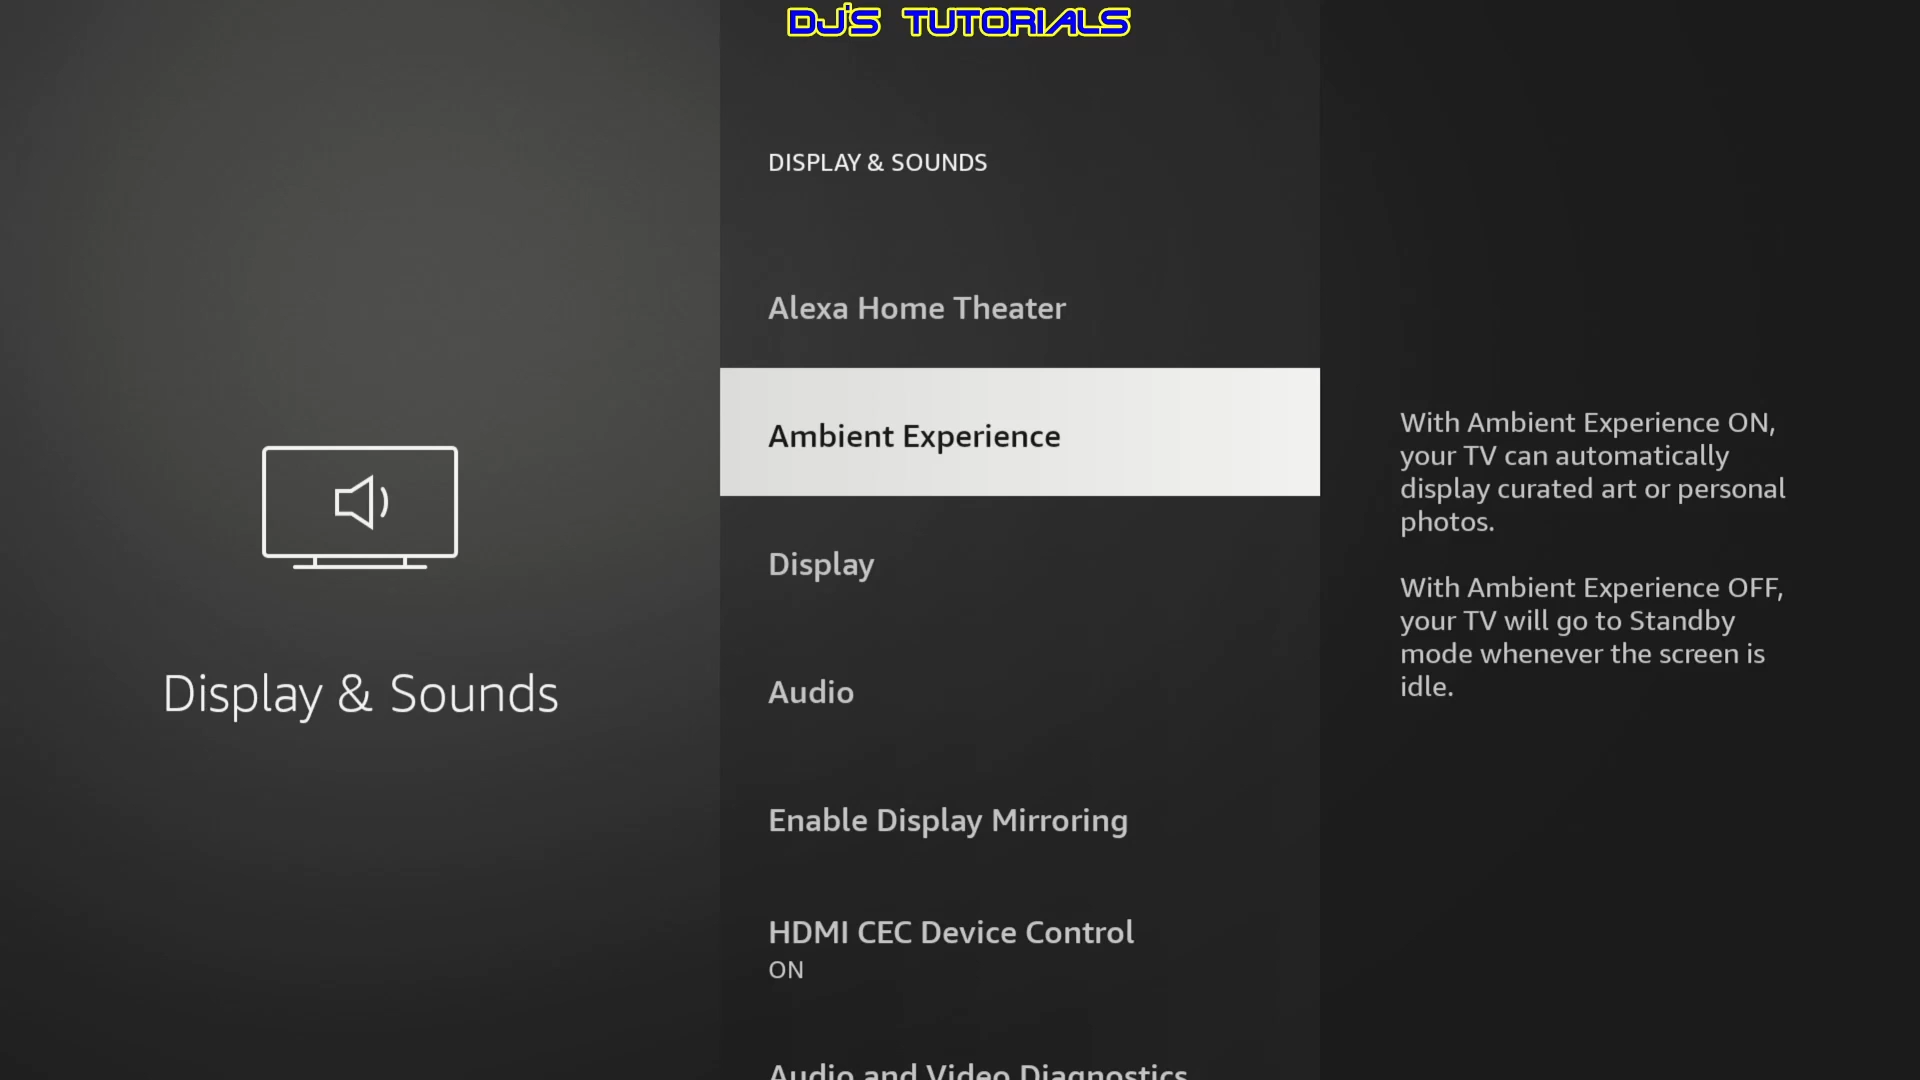 DJ'S TUTORIALS
DISPLAY & SOUNDS
Alexa Home Theater
Ambient Experience
Display
Audio
Enable Display Mirroring
HDMI CEC Device Control
ON
Audio and Video Diagnostics
Display & Sounds
With Ambient Experience ON,
your TV can automatically
display curated art or personal
photos.
With Ambient Experience OFF,
your TV will go to Standby
mode whenever the screen is
idle.